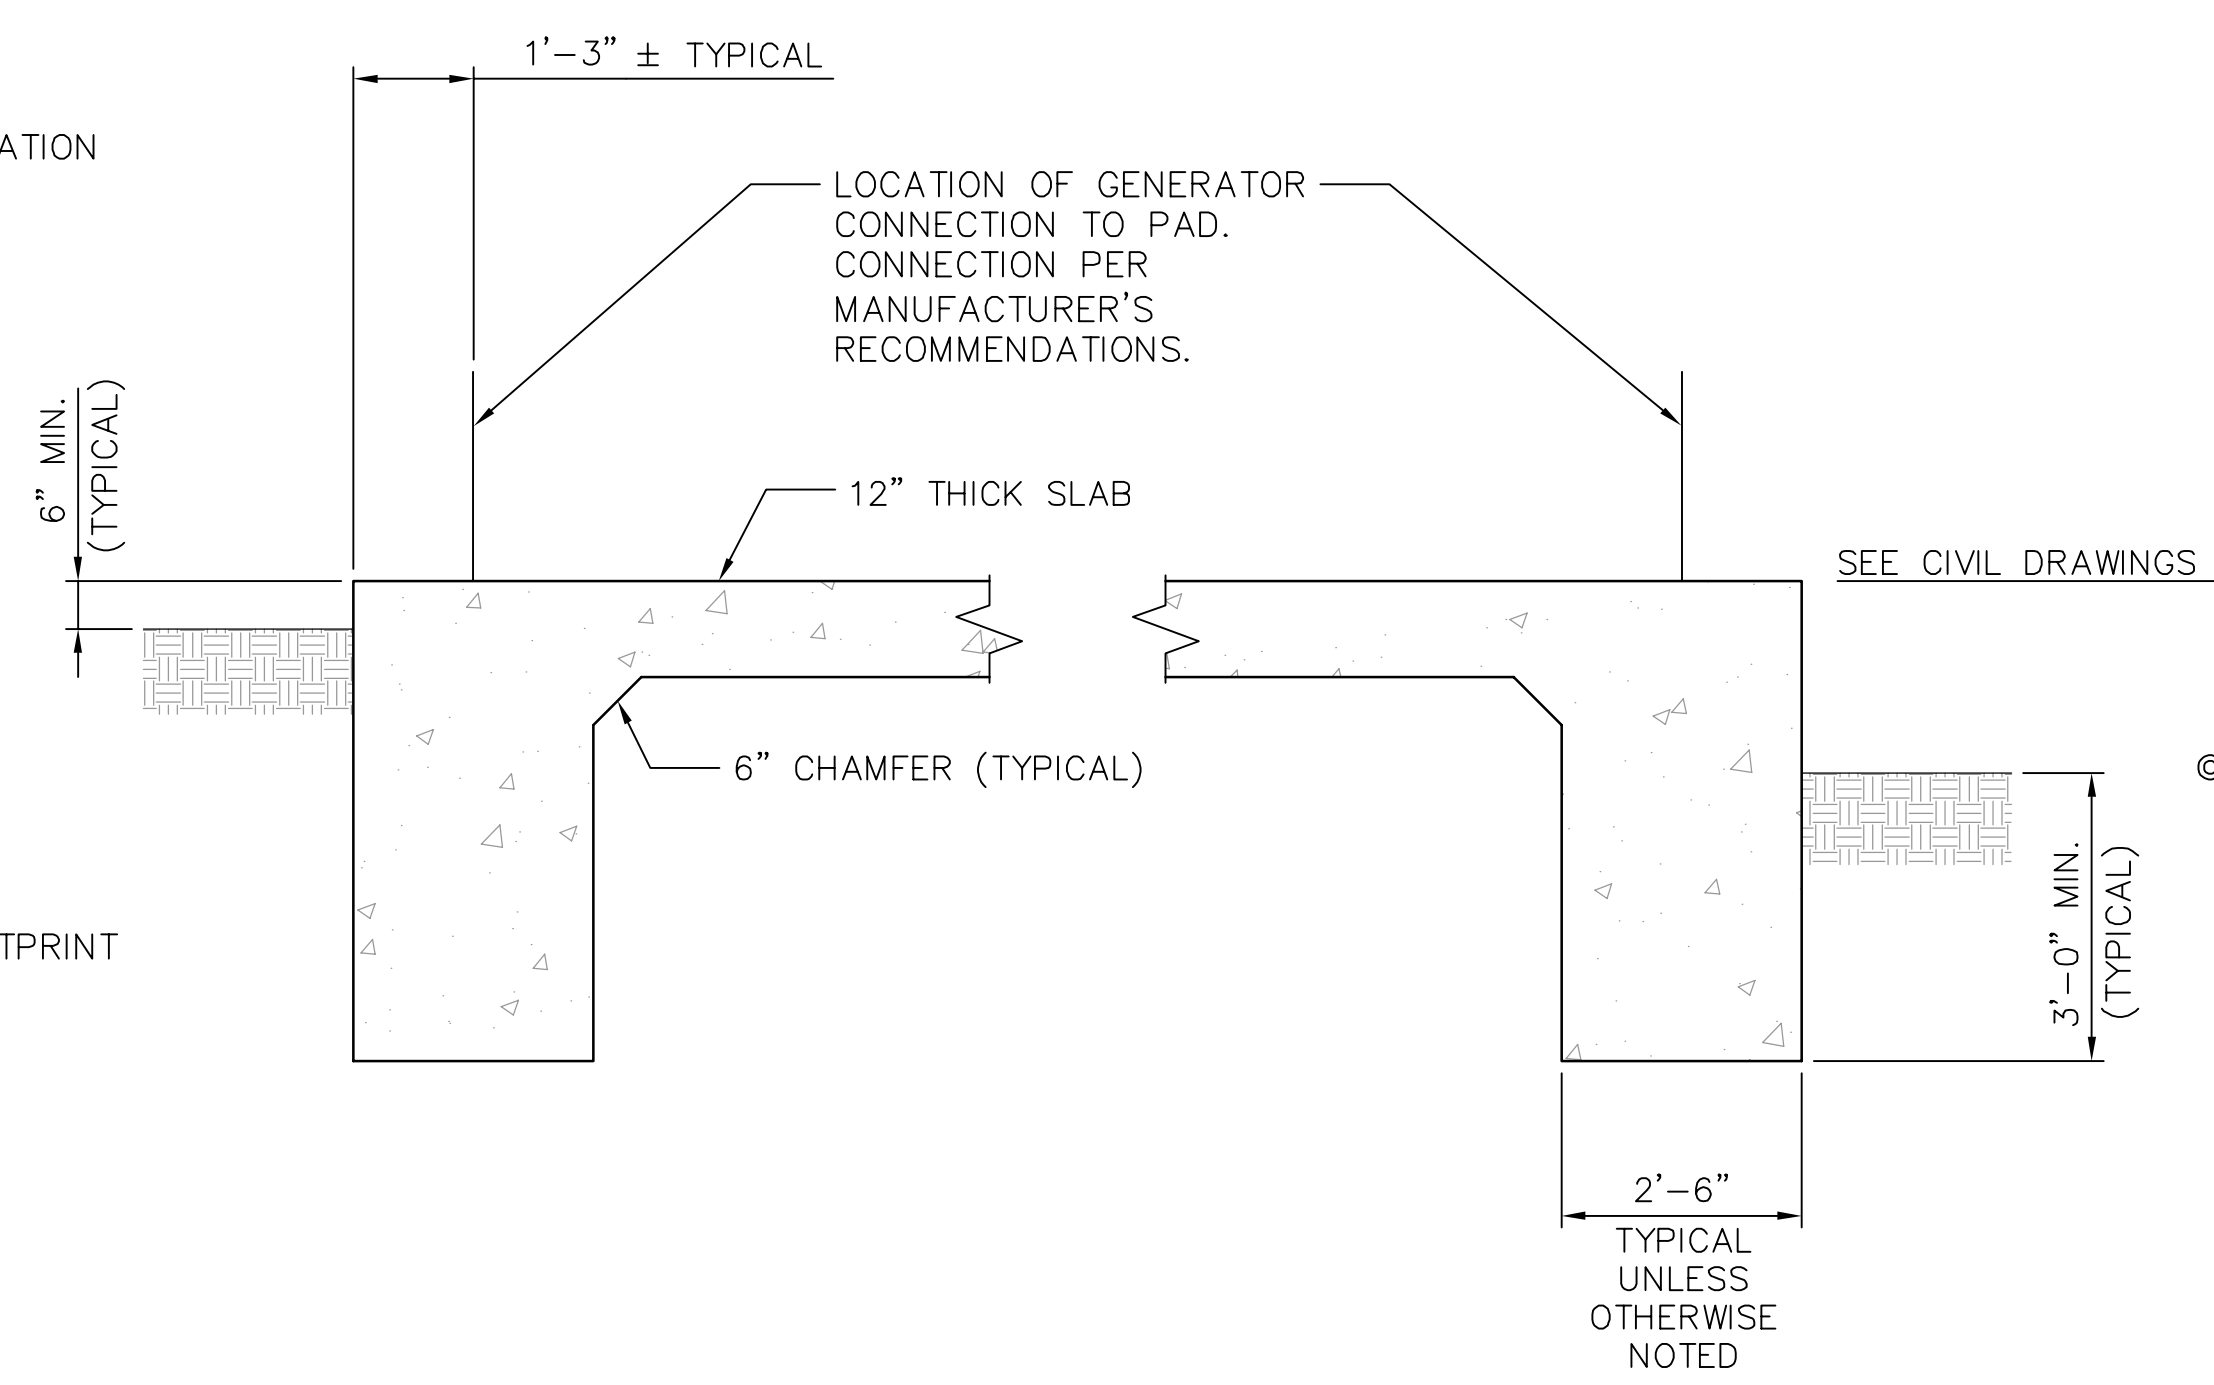 1'-3" ± TYPICAL
ATION
LOCATION OF GENERATOR
CONNECTION TO PAD.
CONNECTION PER
MANUFACTURER'S
RECOMMENDATIONS.
6" MIN.
(TYPICAL)
12" THICK SLAB
SEE CIVIL DRAWINGS
6" CHAMFER (TYPICAL)
@
TPRINT
3'-0" MIN.
(TYPICAL)
2'-6"
TYPICAL
UNLESS
OTHERWISE
NOTED